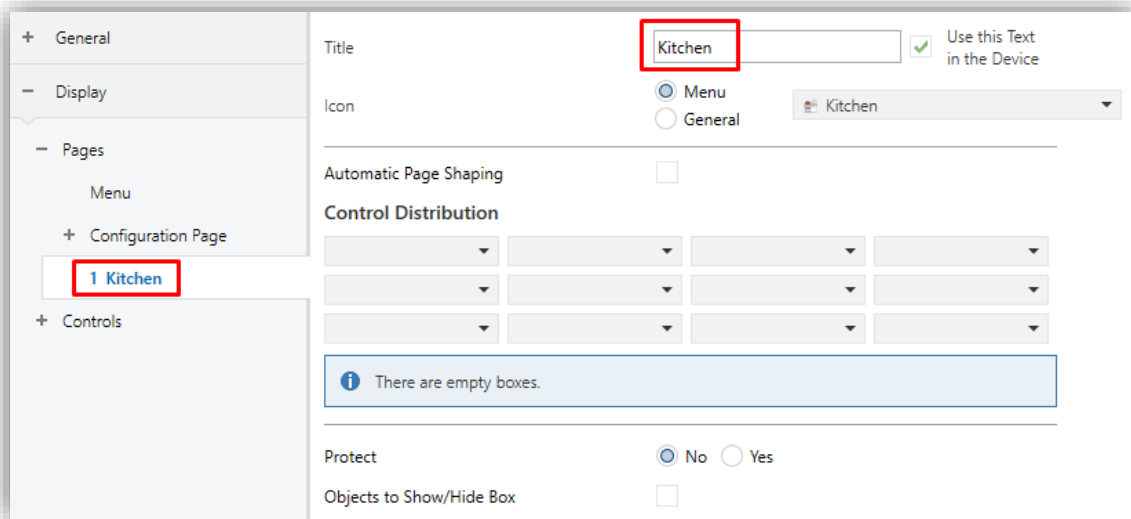 + General
− Display
− Pages
Menu
+ Configuration Page
1 Kitchen
+ Controls
Title
Kitchen
Use this Text
in the Device
Icon
Menu
General
Kitchen
Automatic Page Shaping
Control Distribution
There are empty boxes.
Protect
No
Yes
Objects to Show/Hide Box